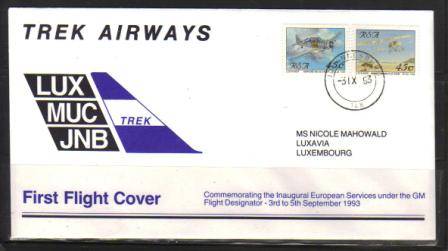 TREK AIRWAYS
RSA
45c
RSA
45c
-3 IX 93
LUX
MUC
JNB
TREK
MS NICOLE MAHOWALD
LUXAVIA
LUXEMBOURG
First Flight Cover
Commemorating the Inaugural European Services under the GM
Flight Designator - 3rd to 5th September 1993